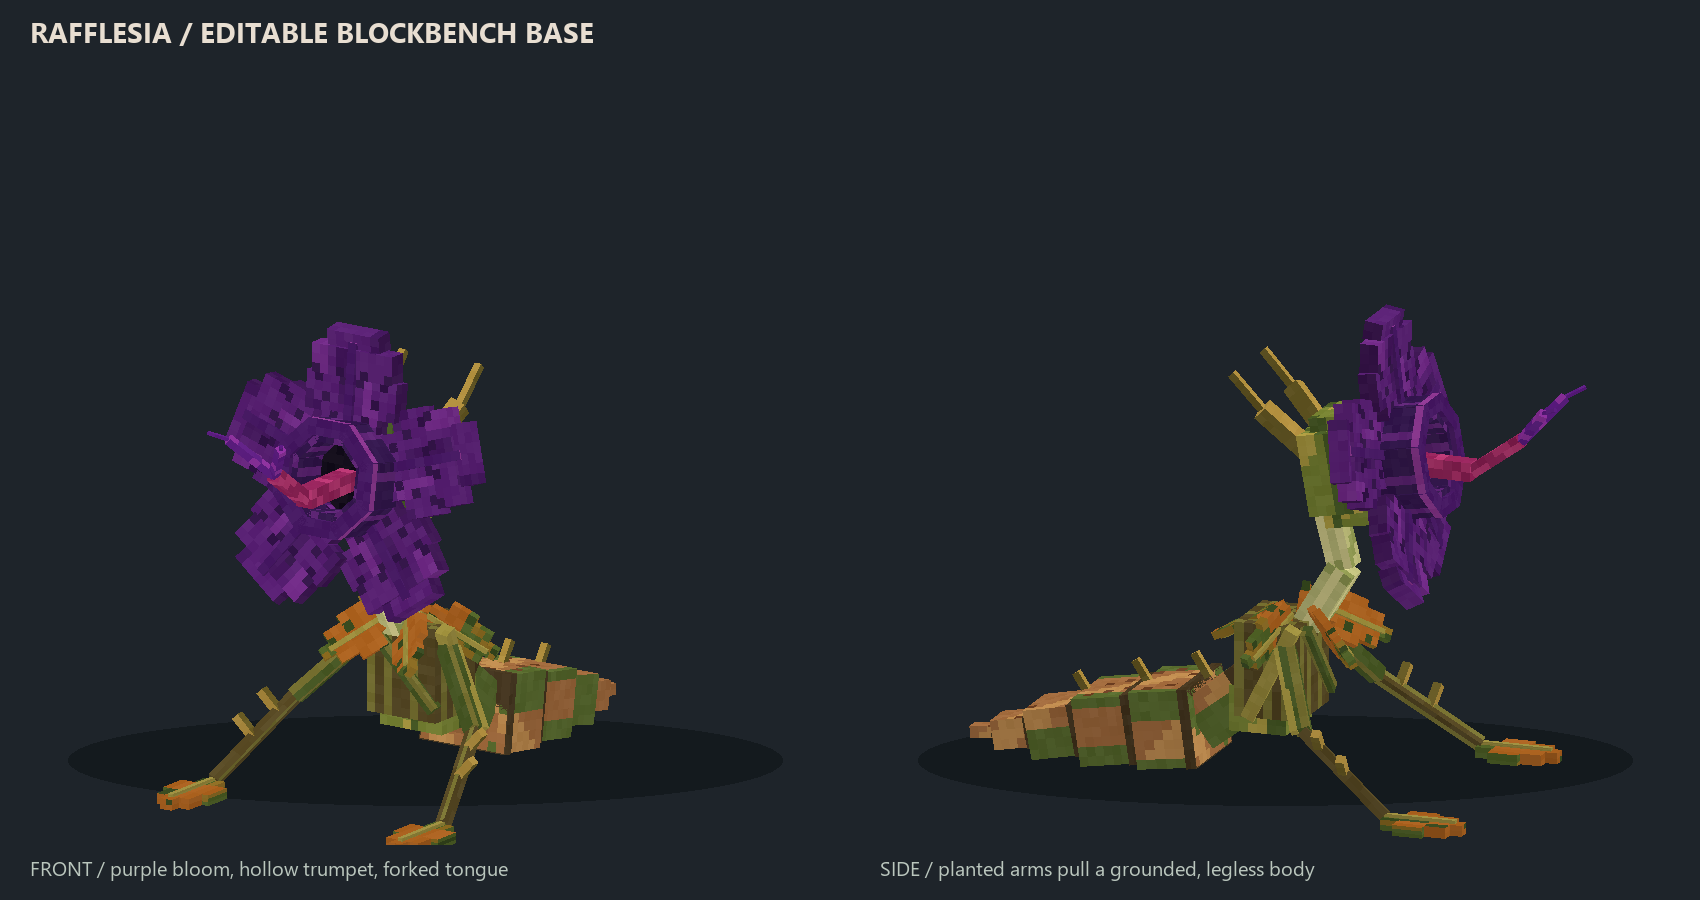 RAFFLESIA / EDITABLE BLOCKBENCH BASE
FRONT / purple bloom, hollow trumpet, forked tongue
SIDE / planted arms pull a grounded, legless body